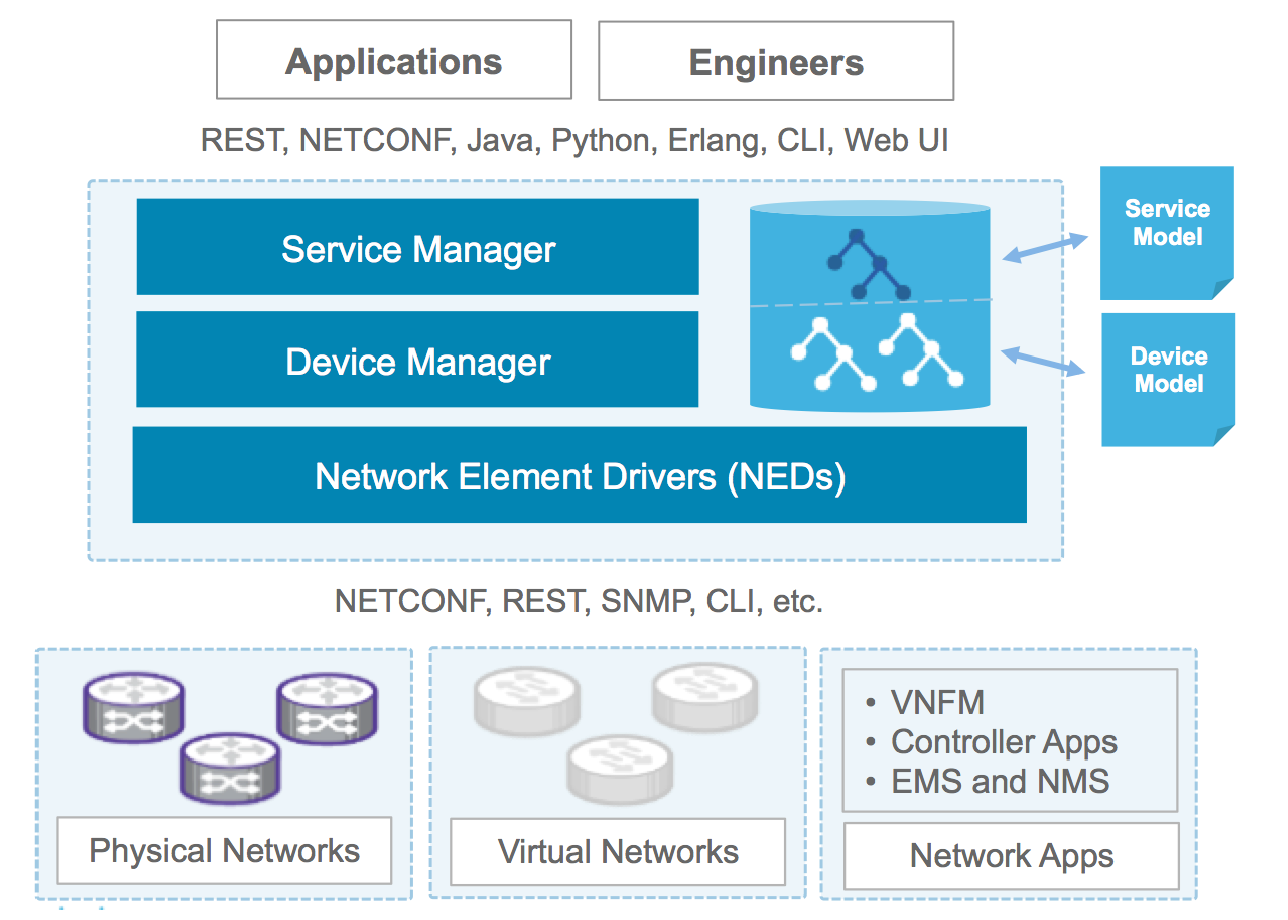 Applications
Engineers
REST, NETCONF, Java, Python, Erlang, CLI, Web UI
Service Manager
Service
Model
Device Manager
Device
Model
Network Element Drivers (NEDs)
NETCONF, REST, SNMP, CLI, etc.
Physical Networks
Virtual Networks
• VNFM
• Controller Apps
• EMS and NMS
Network Apps